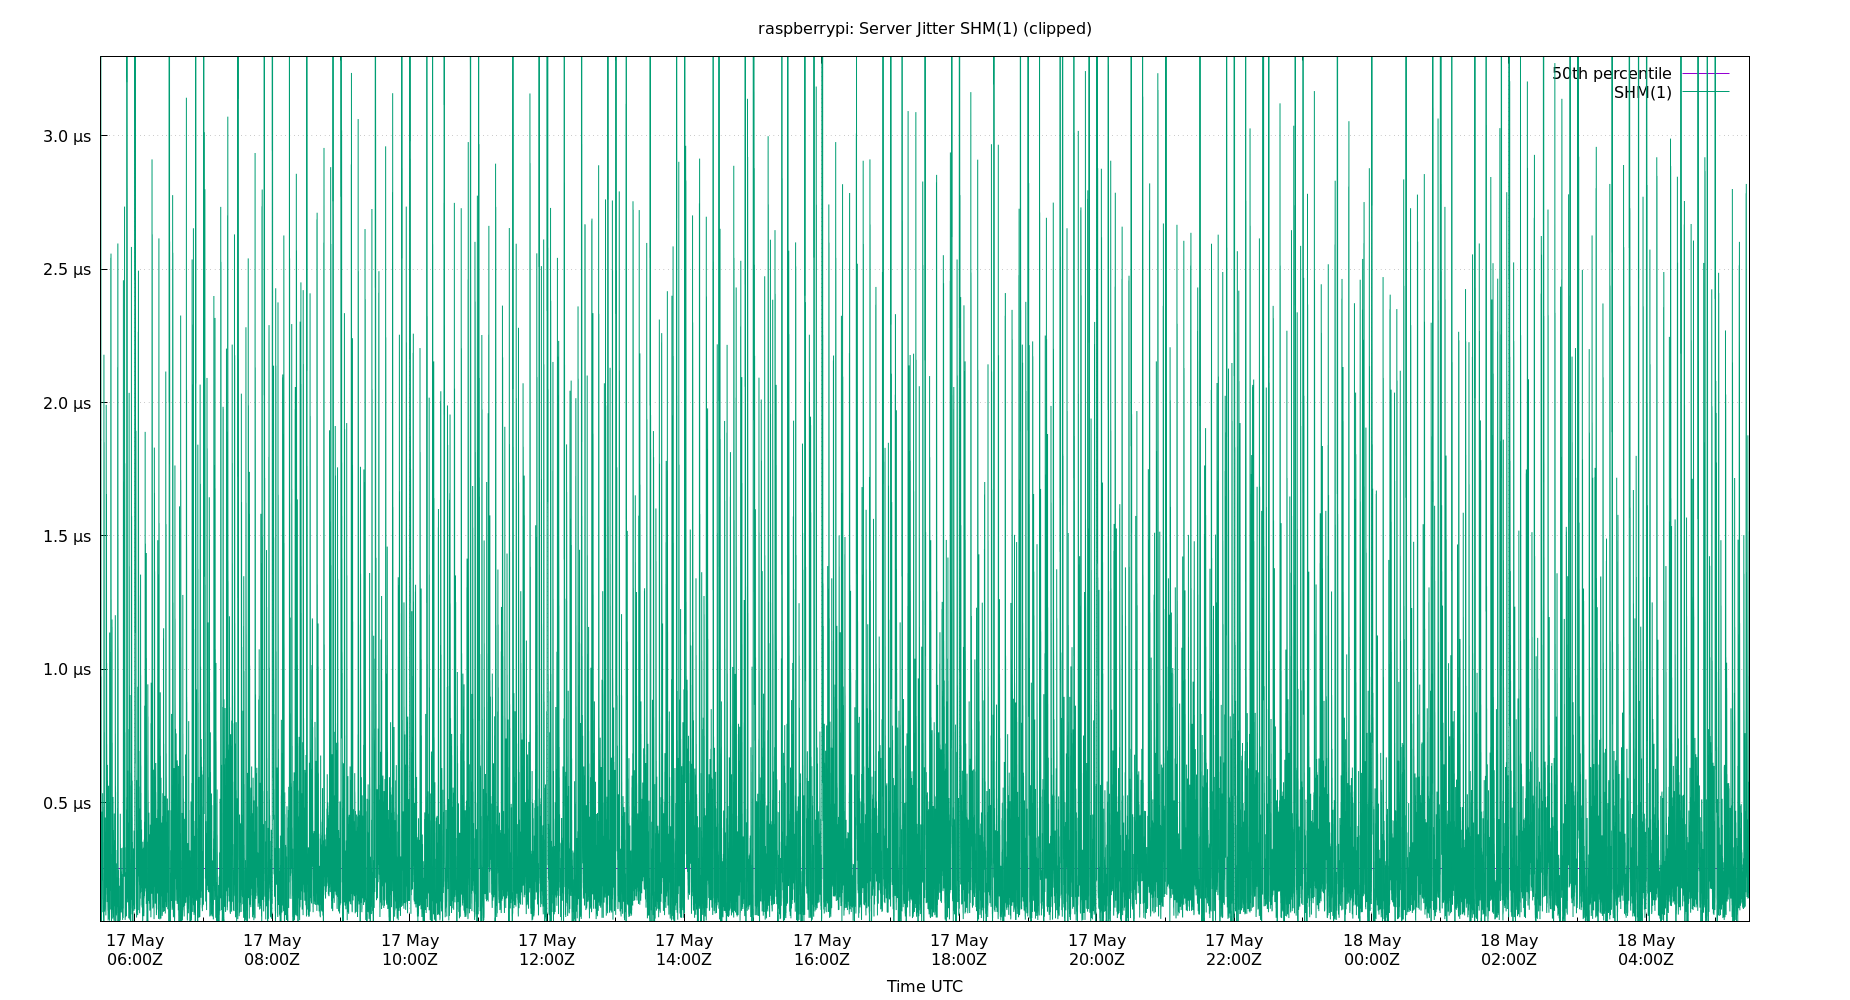 raspberrypi: Server Jitter SHM(1) (clipped)
50th percentile
SHM(1)
3.0 µs
2.5 µs
2.0 µs
1.5 µs
1.0 µs
0.5 µs
17 May 17 May 17 May 17 May 17 May 17 May 17 May 17 May 17 May 18 May 18 May 18 May
06:00Z 08:00Z 10:00Z 12:00Z 14:00Z 16:00Z 18:00Z 20:00Z 22:00Z 00:00Z 02:00Z 04:00Z
Time UTC